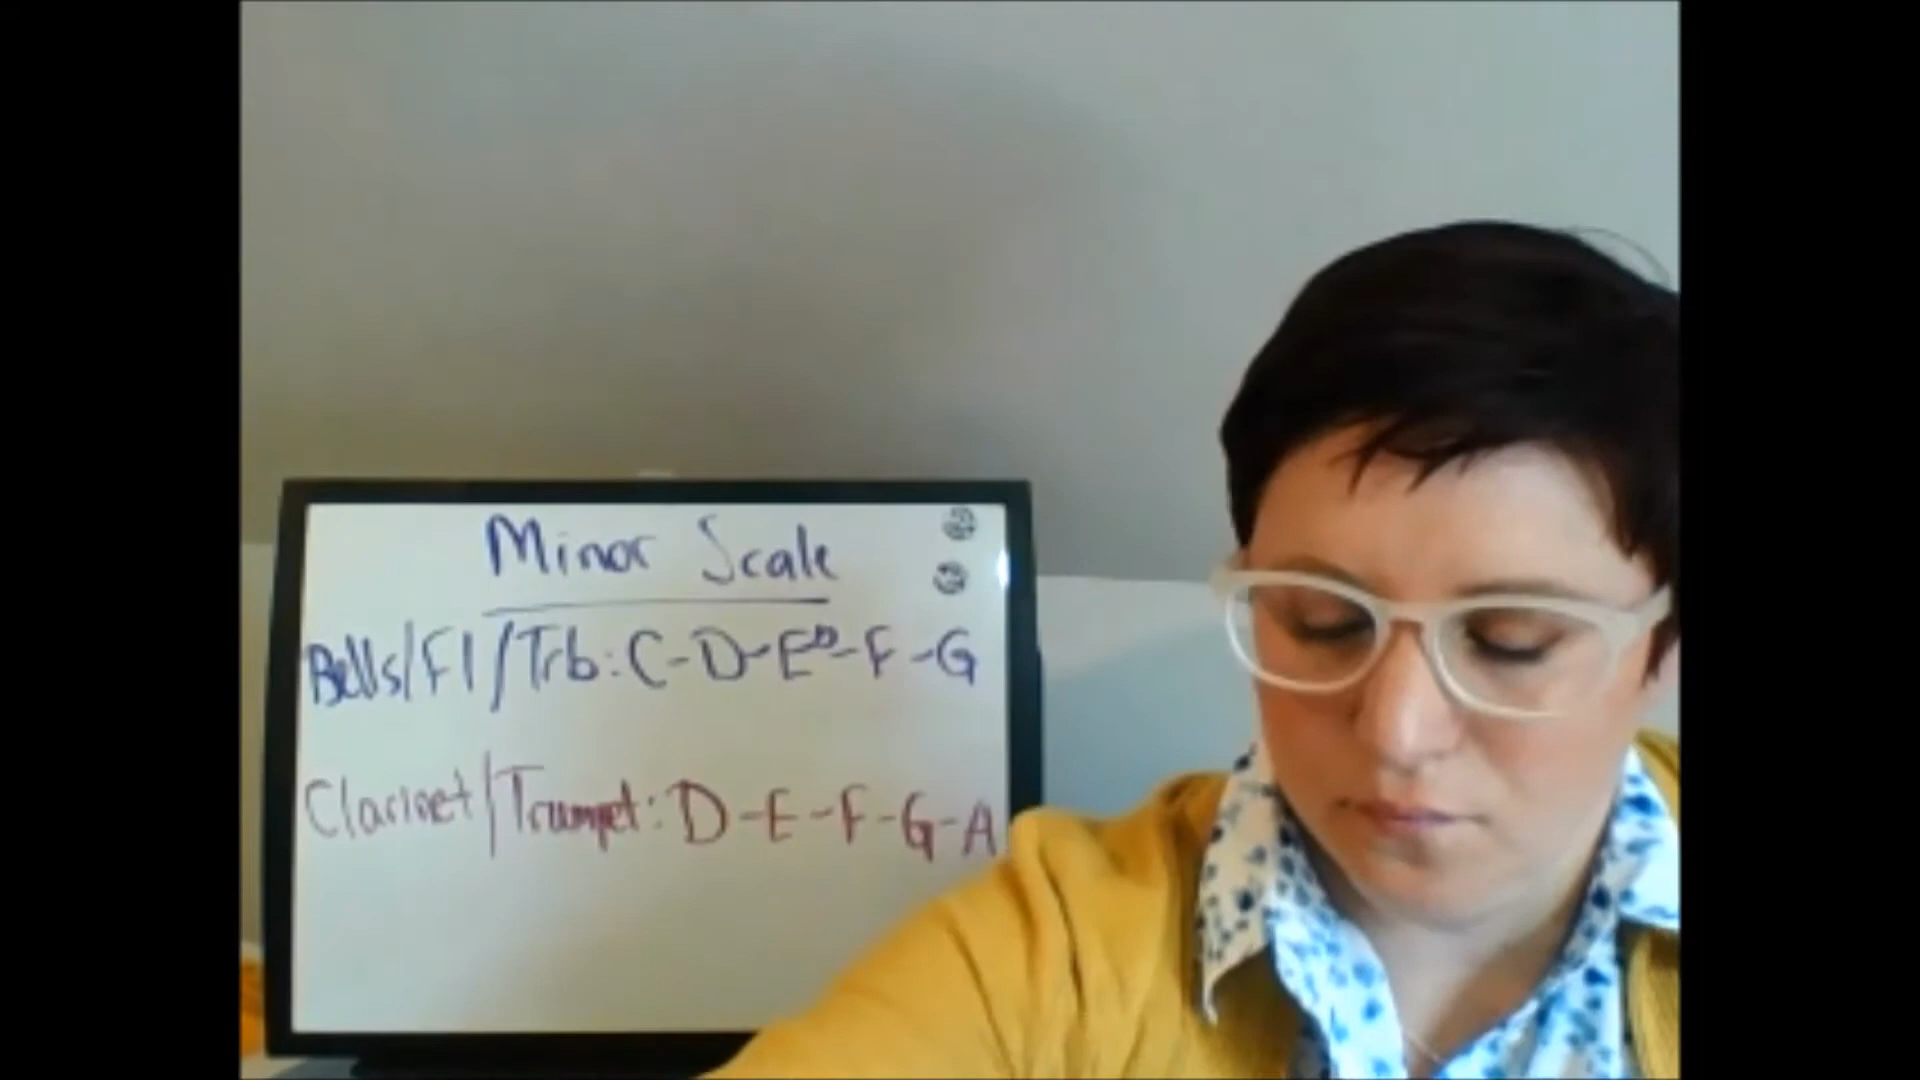 Minor Scale
Bells/Fl/Trb: C-D-E♭-F-G
Clarinet/Trumpet: D-E-F-G-A